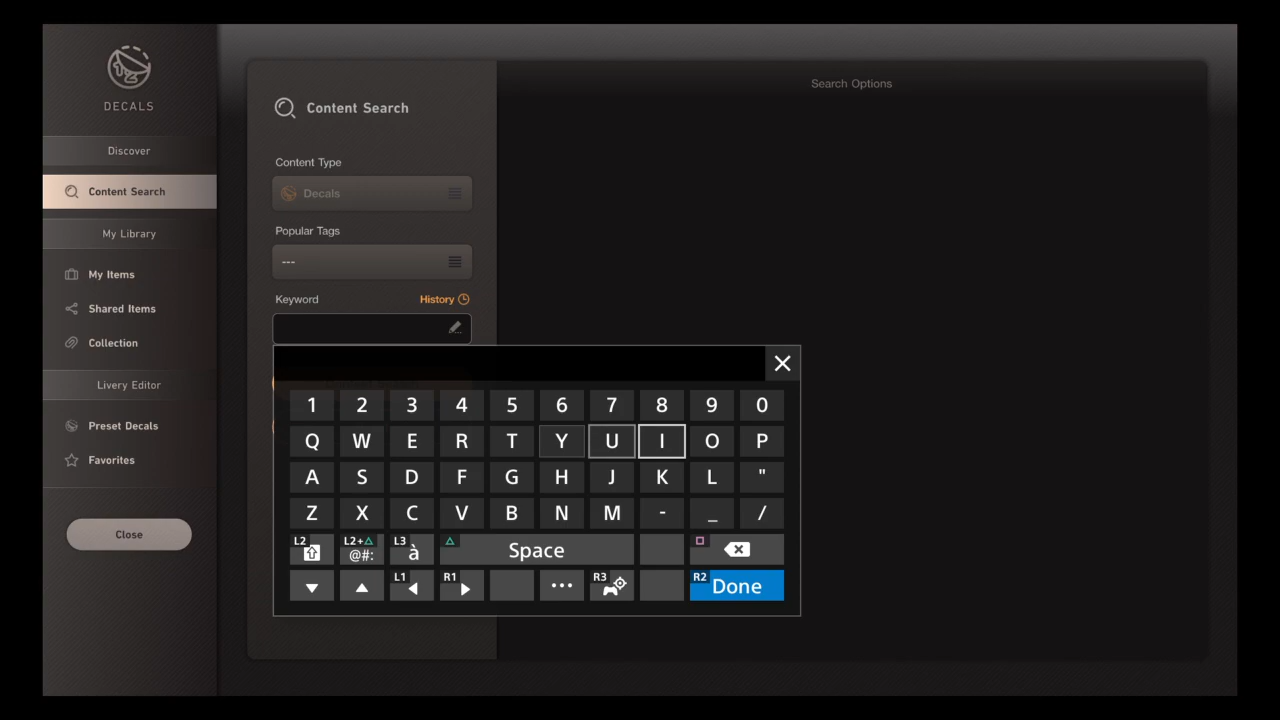 DECALS
Discover
Content Search
My Library
My Items
Shared Items
Collection
Livery Editor
Preset Decals
Favorites
Close
Content Search
Content Type
Decals
Popular Tags
---
Keyword History
Search Options
1 2 3 4 5 6 7 8 9 0
Q W E R T Y U I O P
A S D F G H J K L "
Z X C V B N M - _ /
L2 L2+△ @#: L3 à △ Space □
L1 R1 ... R3 R2 Done